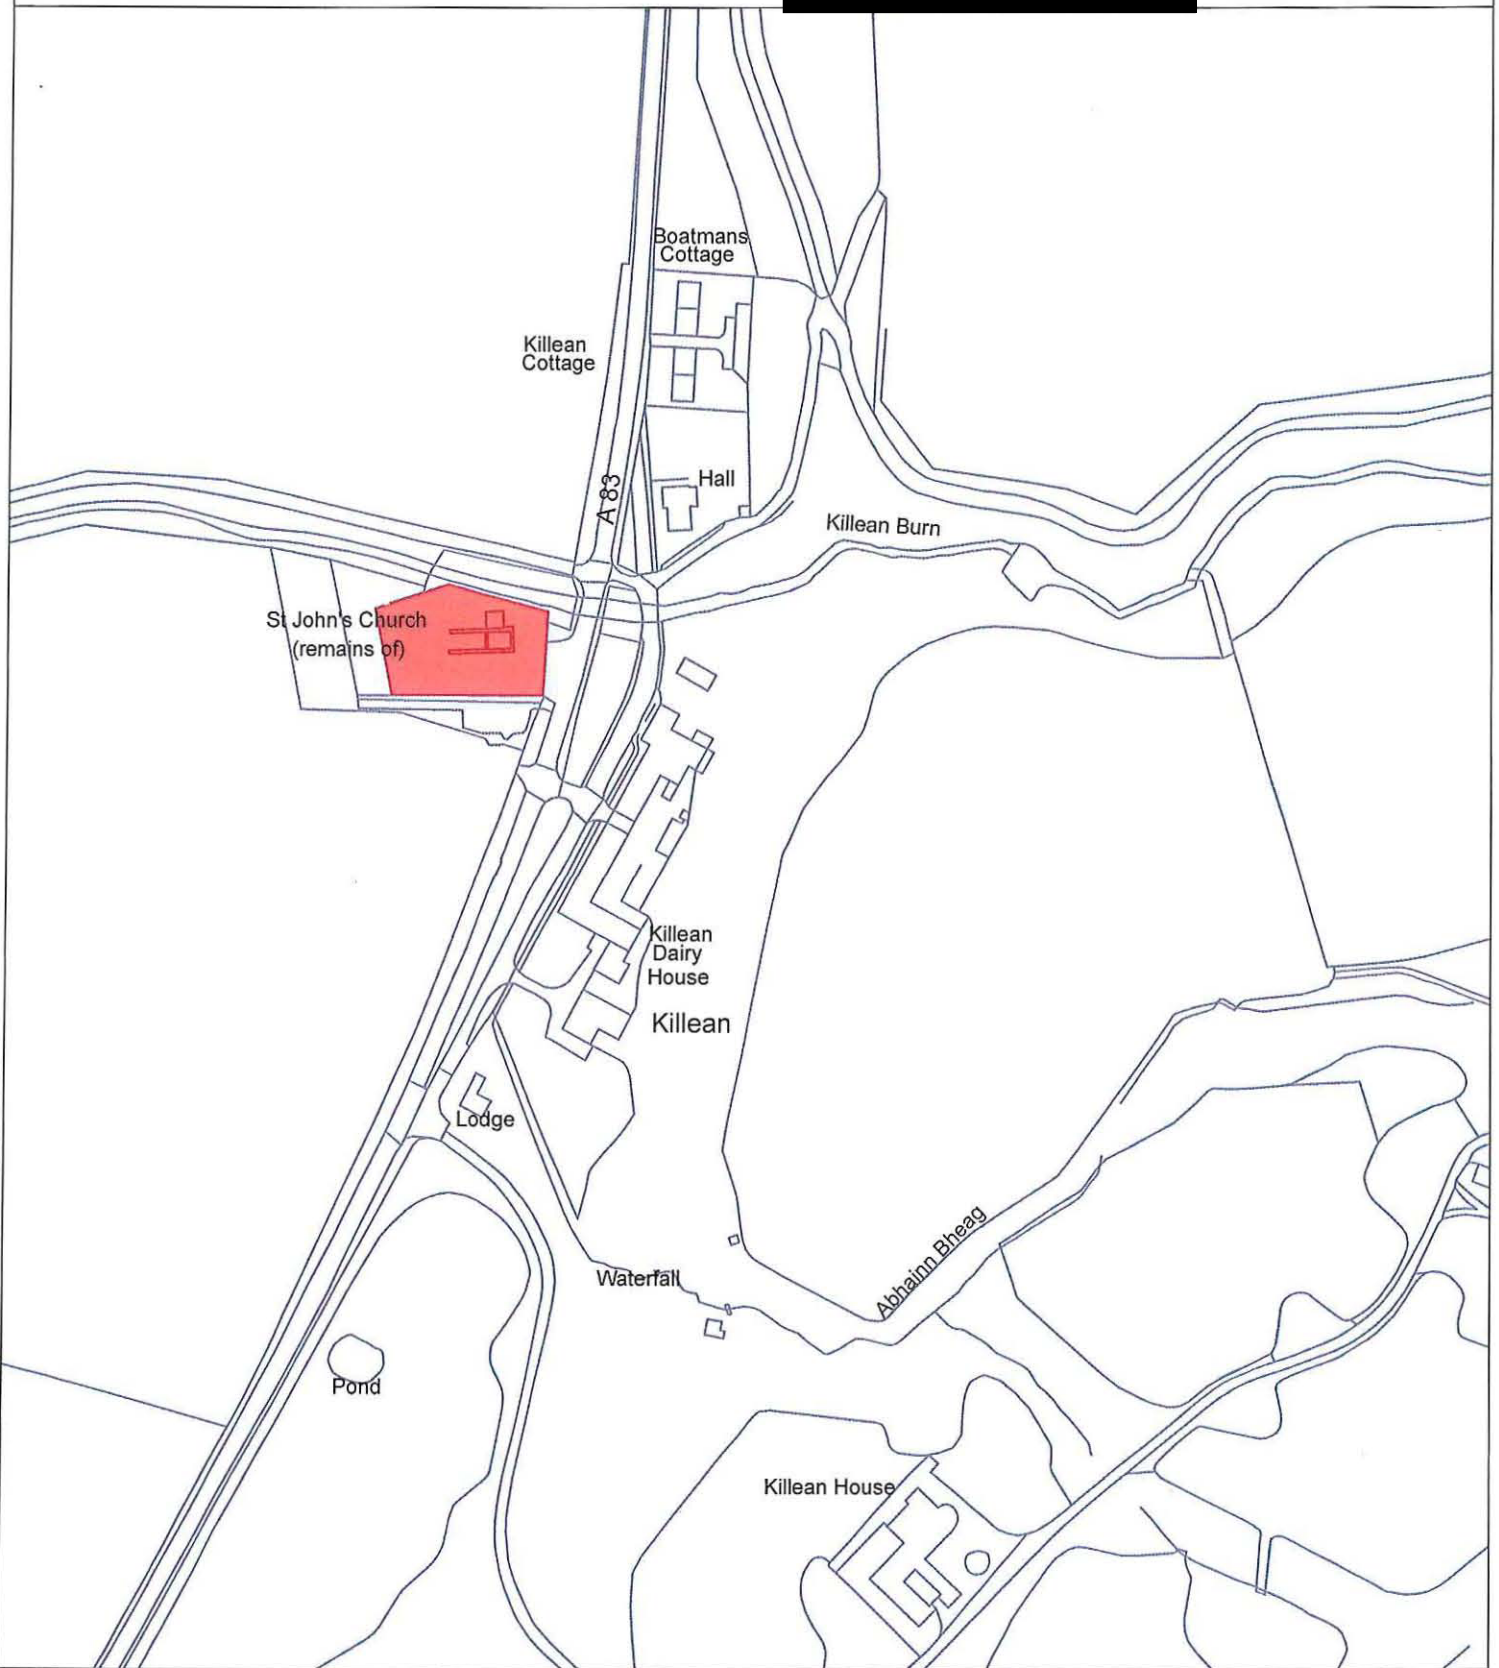 Boatmans
Cottage
Killean
Cottage
A 83
Hall
Killean Burn
St John's Church
(remains of)
Killean
Dairy
House
Killean
Lodge
Abhainn Bheag
Waterfall
Pond
Killean House